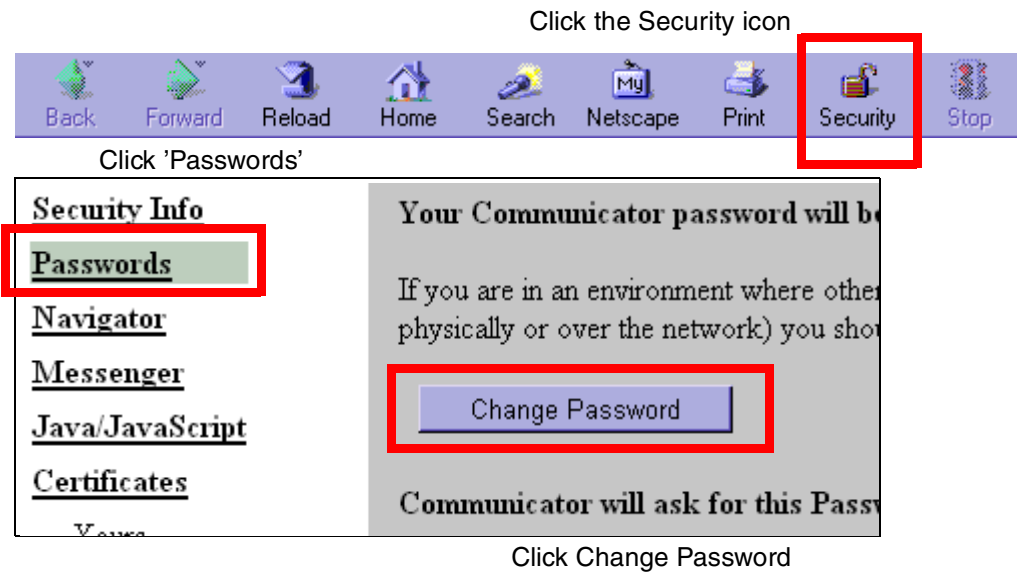 Click the Security icon
Back Forward Reload Home Search My Netscape Print Security Stop
Click 'Passwords'
Security Info
Passwords
Navigator
Messenger
Java/JavaScript
Certificates
Yours
Your Communicator password will be
If you are in an environment where other
physically or over the network) you shou
Change Password
Communicator will ask for this Passw
Click Change Password